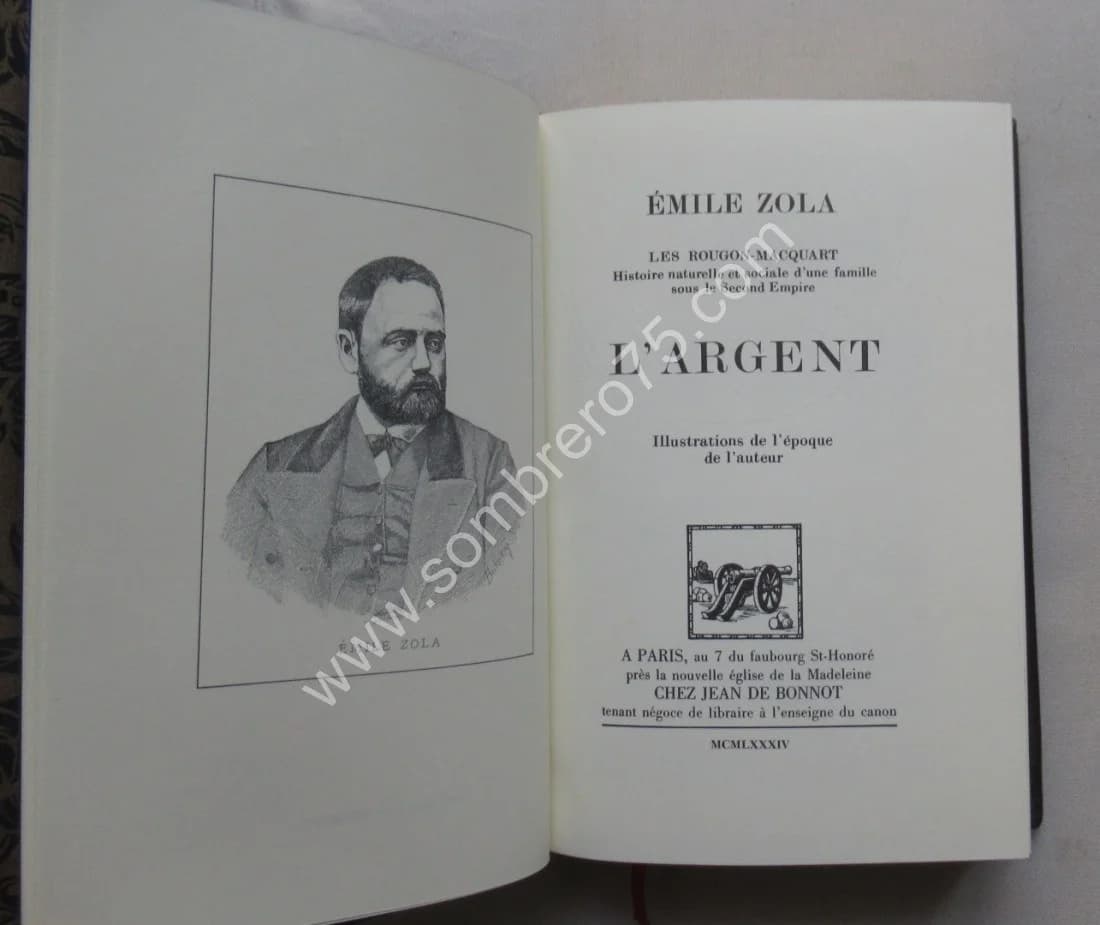 ÉMILE ZOLA
ÉMILE ZOLA
LES ROUGON-MACQUART
Histoire naturelle et sociale d'une famille
sous le Second Empire
L'ARGENT
Illustrations de l'époque
de l'auteur
A PARIS, au 7 du faubourg St-Honoré
près la nouvelle église de la Madeleine
CHEZ JEAN DE BONNOT
tenant négoce de libraire à l'enseigne du canon
MCMLXXXIV
www.sombrero75.com